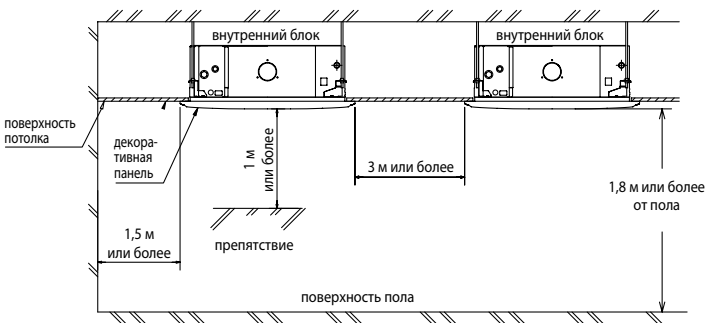 внутренний блок
внутренний блок
поверхность
потолка
декора-
тивная
панель
1 м
или более
3 м или более
1,8 м или более
от пола
1,5 м
или более
препятствие
поверхность пола